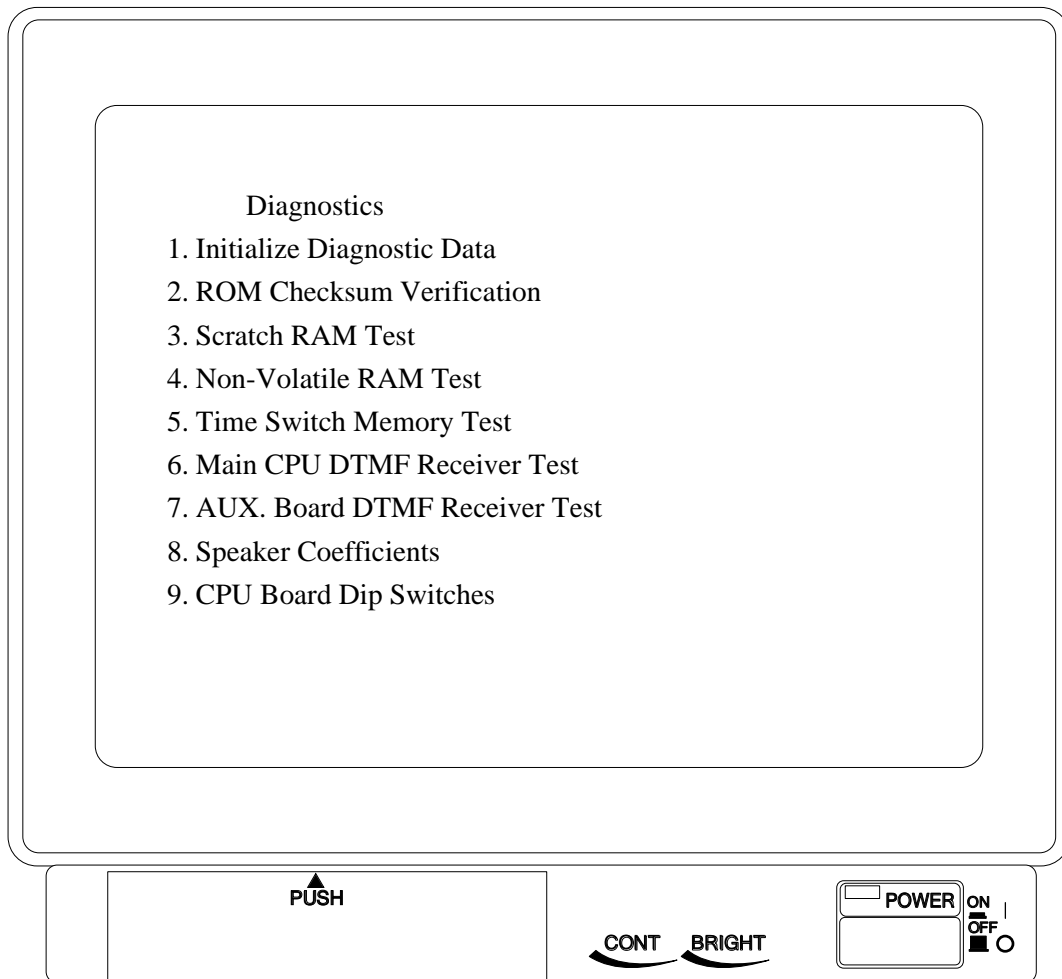 Diagnostics
1. Initialize Diagnostic Data
2. ROM Checksum Verification
3. Scratch RAM Test
4. Non-Volatile RAM Test
5. Time Switch Memory Test
6. Main CPU DTMF Receiver Test
7. AUX. Board DTMF Receiver Test
8. Speaker Coefficients
9. CPU Board Dip Switches
PUSH
CONT BRIGHT
POWER
ON
OFF